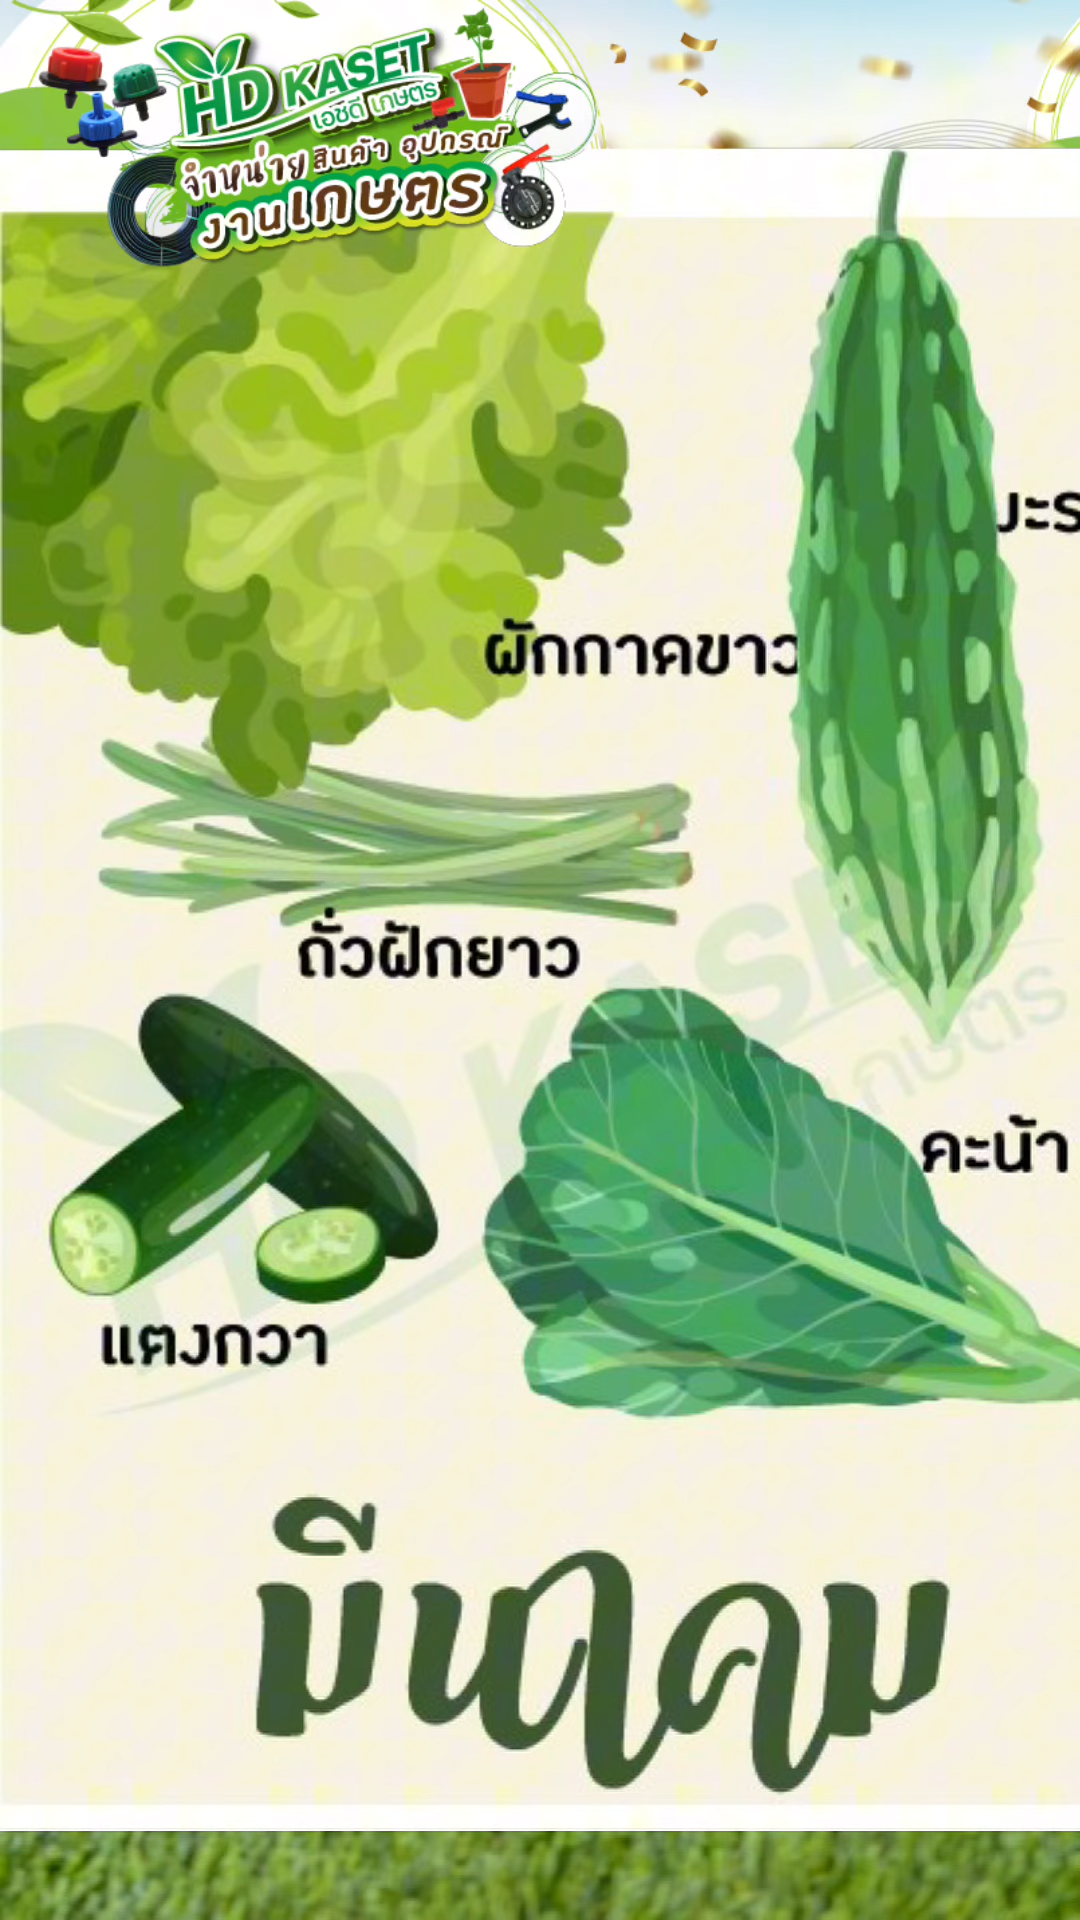 HD KASET
เอชดี เกษตร
จำหน่าย สินค้า อุปกรณ์
งานเกษตร
มะร
ผักกาดขาว
ถั่วฝักยาว
คะน้า
แตงกวา
มีนาคม